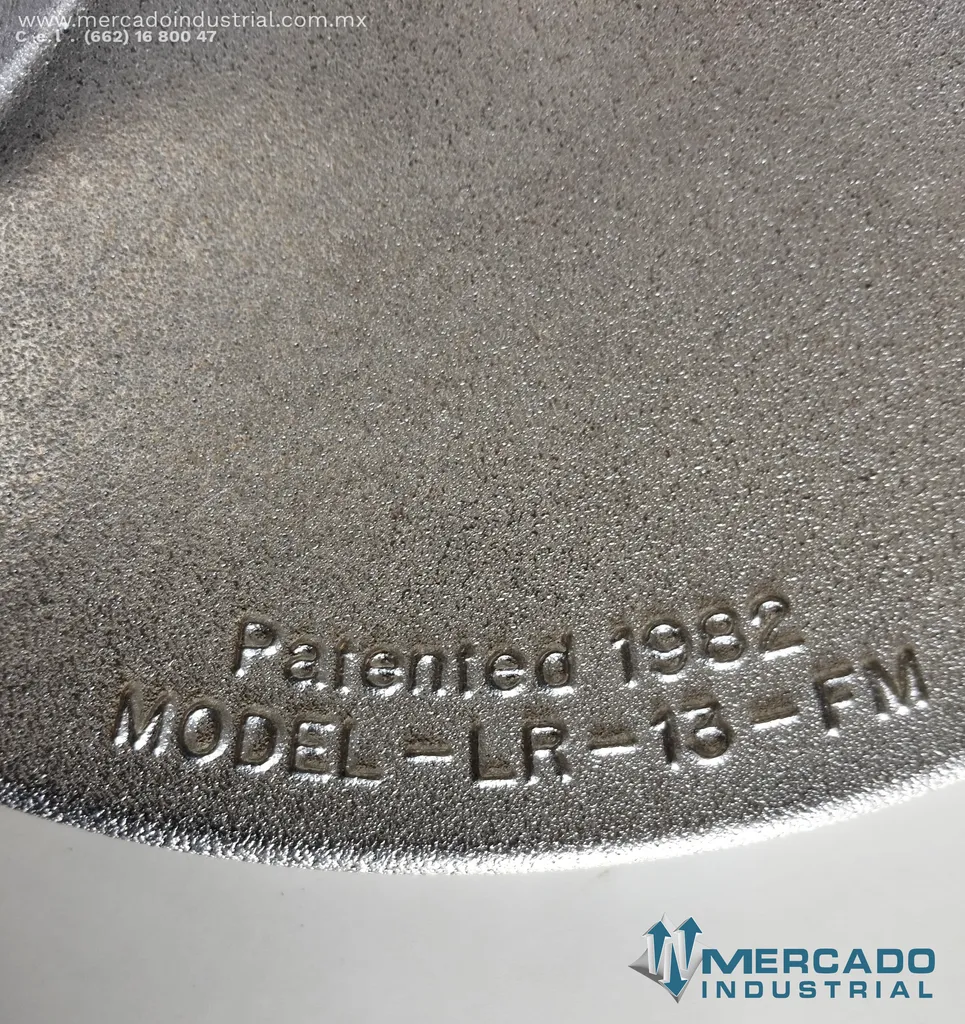 www.mercadoindustrial.com.mx
Cel. (662) 16 800 47
Patented 1982
MODEL-LR-13-FM
MERCADO
INDUSTRIAL